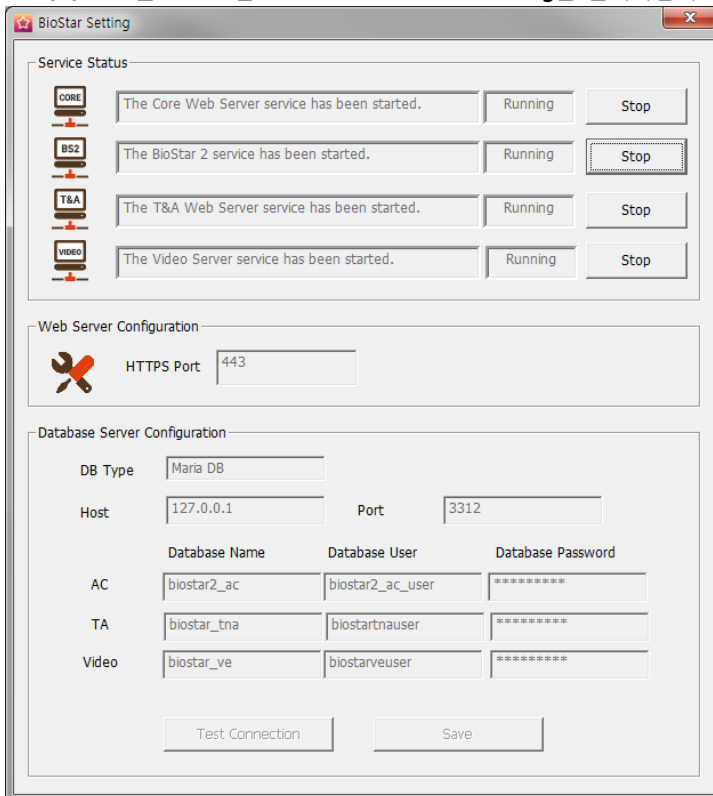 BioStar Setting
Service Status
CORE The Core Web Server service has been started. Running Stop
BS2 The BioStar 2 service has been started. Running Stop
T&A The T&A Web Server service has been started. Running Stop
VIDEO The Video Server service has been started. Running Stop
Web Server Configuration
HTTPS Port 443
Database Server Configuration
DB Type Maria DB
Host 127.0.0.1 Port 3312
Database Name Database User Database Password
AC biostar2_ac biostar2_ac_user *********
TA biostar_tna biostartnauser *********
Video biostar_ve biostarveuser *********
Test Connection Save